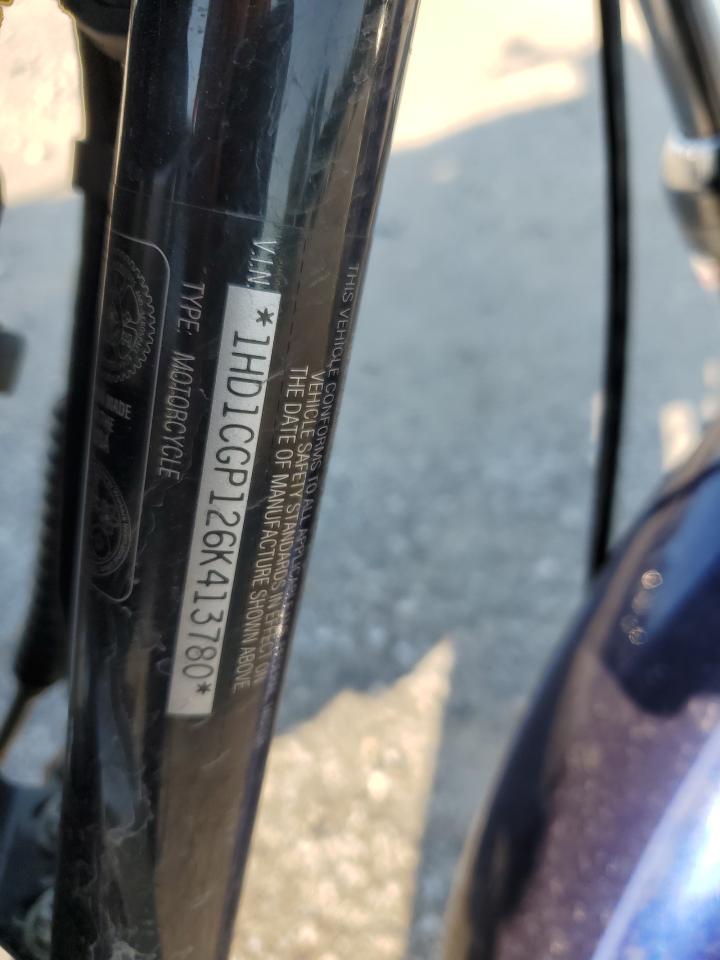 THIS VEHICLE CONFORMS TO ALL
VEHICLE SAFETY STANDARDS IN EFFECT ON
THE DATE OF MANUFACTURE SHOWN ABOVE.
V.I.N.
*1HD1CGP126K413780*
TYPE: MOTORCYCLE
MADE